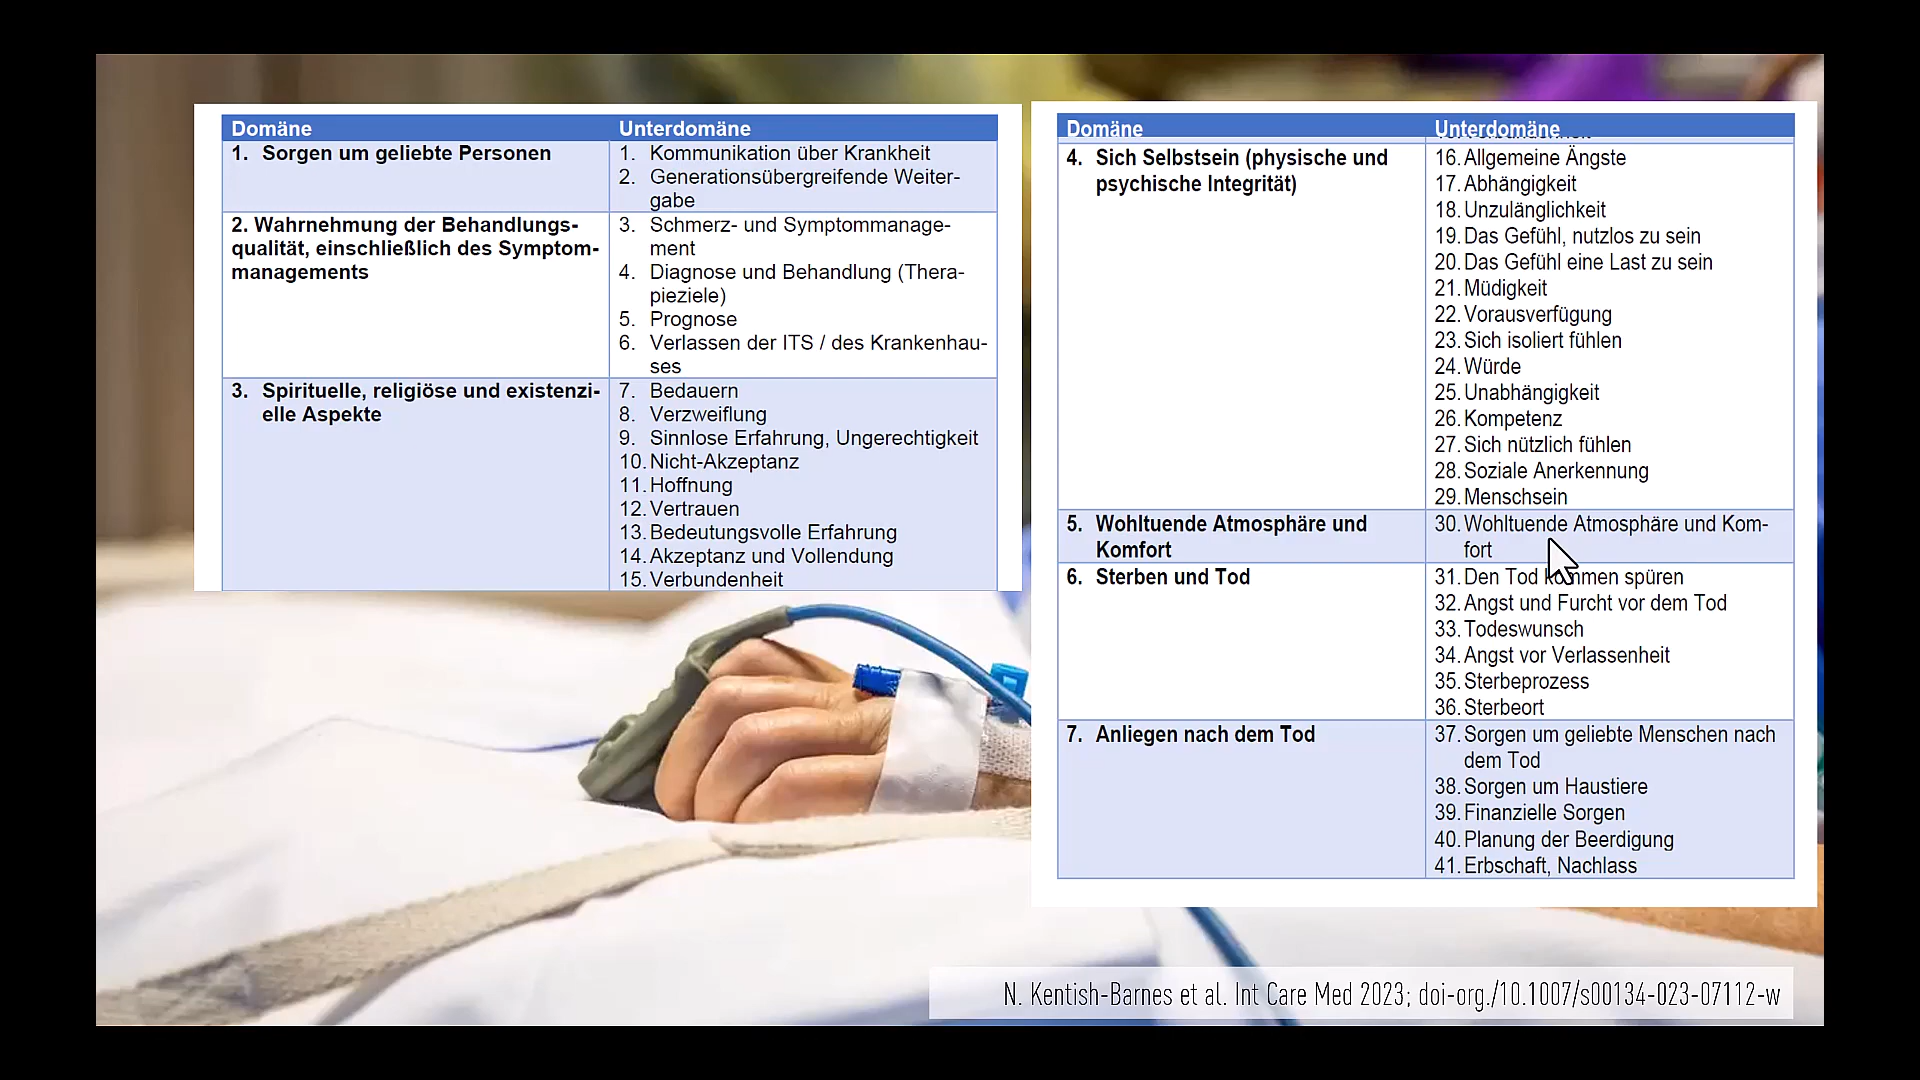 Domäne Unterdomäne
1. Sorgen um geliebte Personen
1. Kommunikation über Krankheit
2. Generationsübergreifende Weiter-
gabe
2. Wahrnehmung der Behandlungs-
qualität, einschließlich des Symptom-
managements
3. Schmerz- und Symptommanage-
ment
4. Diagnose und Behandlung (Thera-
pieziele)
5. Prognose
6. Verlassen der ITS / des Krankenhau-
ses
3. Spirituelle, religiöse und existenzi-
elle Aspekte
7. Bedauern
8. Verzweiflung
9. Sinnlose Erfahrung, Ungerechtigkeit
10. Nicht-Akzeptanz
11. Hoffnung
12. Vertrauen
13. Bedeutungsvolle Erfahrung
14. Akzeptanz und Vollendung
15. Verbundenheit
Domäne Unterdomäne
4. Sich Selbstsein (physische und
psychische Integrität)
16. Allgemeine Ängste
17. Abhängigkeit
18. Unzulänglichkeit
19. Das Gefühl, nutzlos zu sein
20. Das Gefühl eine Last zu sein
21. Müdigkeit
22. Vorausverfügung
23. Sich isoliert fühlen
24. Würde
25. Unabhängigkeit
26. Kompetenz
27. Sich nützlich fühlen
28. Soziale Anerkennung
29. Menschsein
5. Wohltuende Atmosphäre und
Komfort
30. Wohltuende Atmosphäre und Kom-
fort
6. Sterben und Tod
31. Den Tod kommen spüren
32. Angst und Furcht vor dem Tod
33. Todeswunsch
34. Angst vor Verlassenheit
35. Sterbeprozess
36. Sterbeort
7. Anliegen nach dem Tod
37. Sorgen um geliebte Menschen nach
dem Tod
38. Sorgen um Haustiere
39. Finanzielle Sorgen
40. Planung der Beerdigung
41. Erbschaft, Nachlass
N. Kentish-Barnes et al. Int Care Med 2023; doi-org./10.1007/s00134-023-07112-w